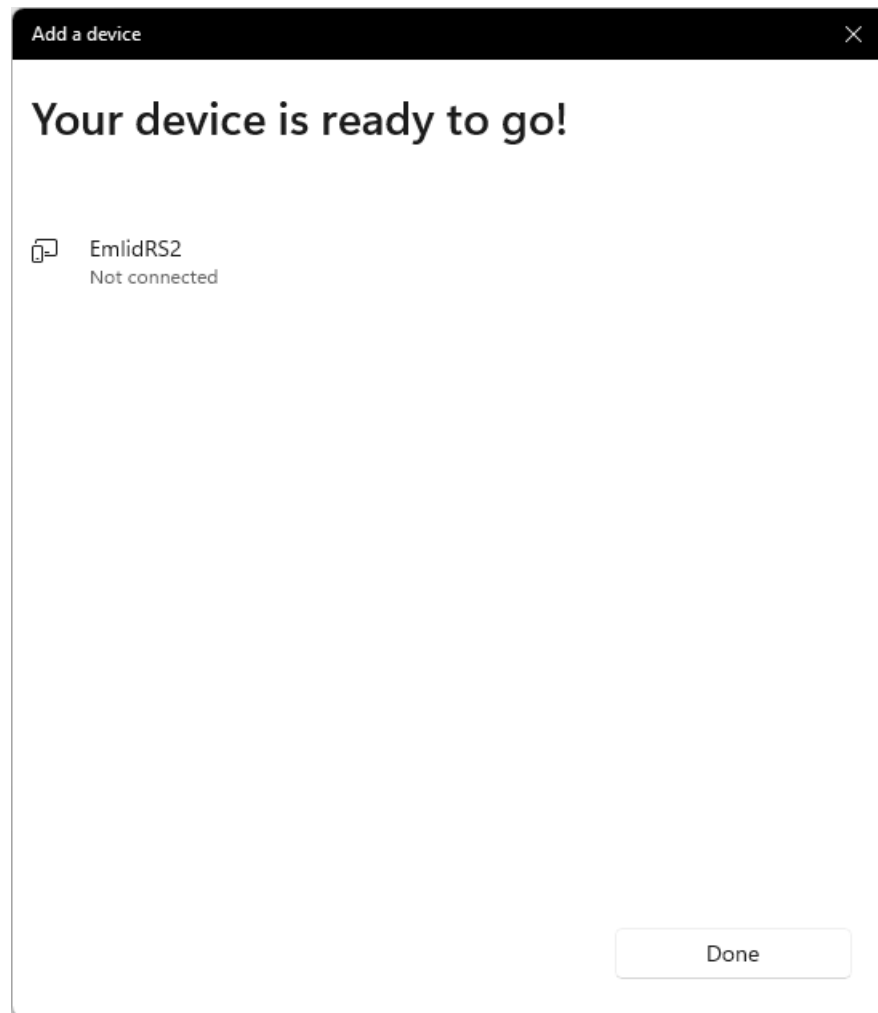 Add a device
Your device is ready to go!
EmlidRS2
Not connected
Done